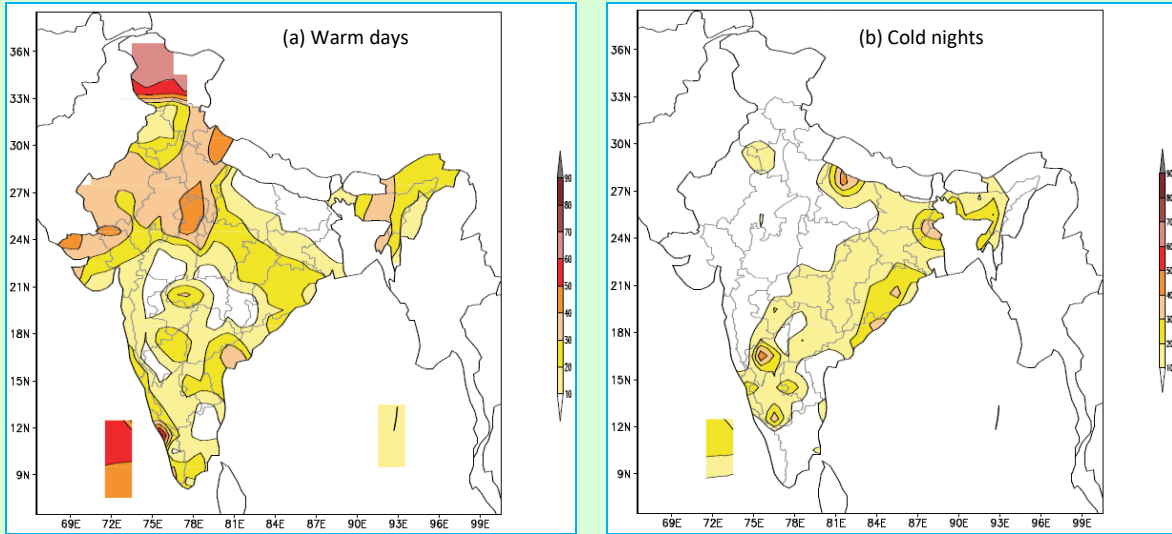 (a) Warm days
36N
33N
30N
27N
24N
21N
18N
15N
12N
9N
69E 72E 75E 78E 81E 84E 87E 90E 93E 96E 99E
90
80
70
60
50
40
30
20
10
(b) Cold nights
36N
33N
30N
27N
24N
21N
18N
15N
12N
9N
69E 72E 75E 78E 81E 84E 87E 90E 93E 96E 99E
90
80
70
60
50
40
30
20
10